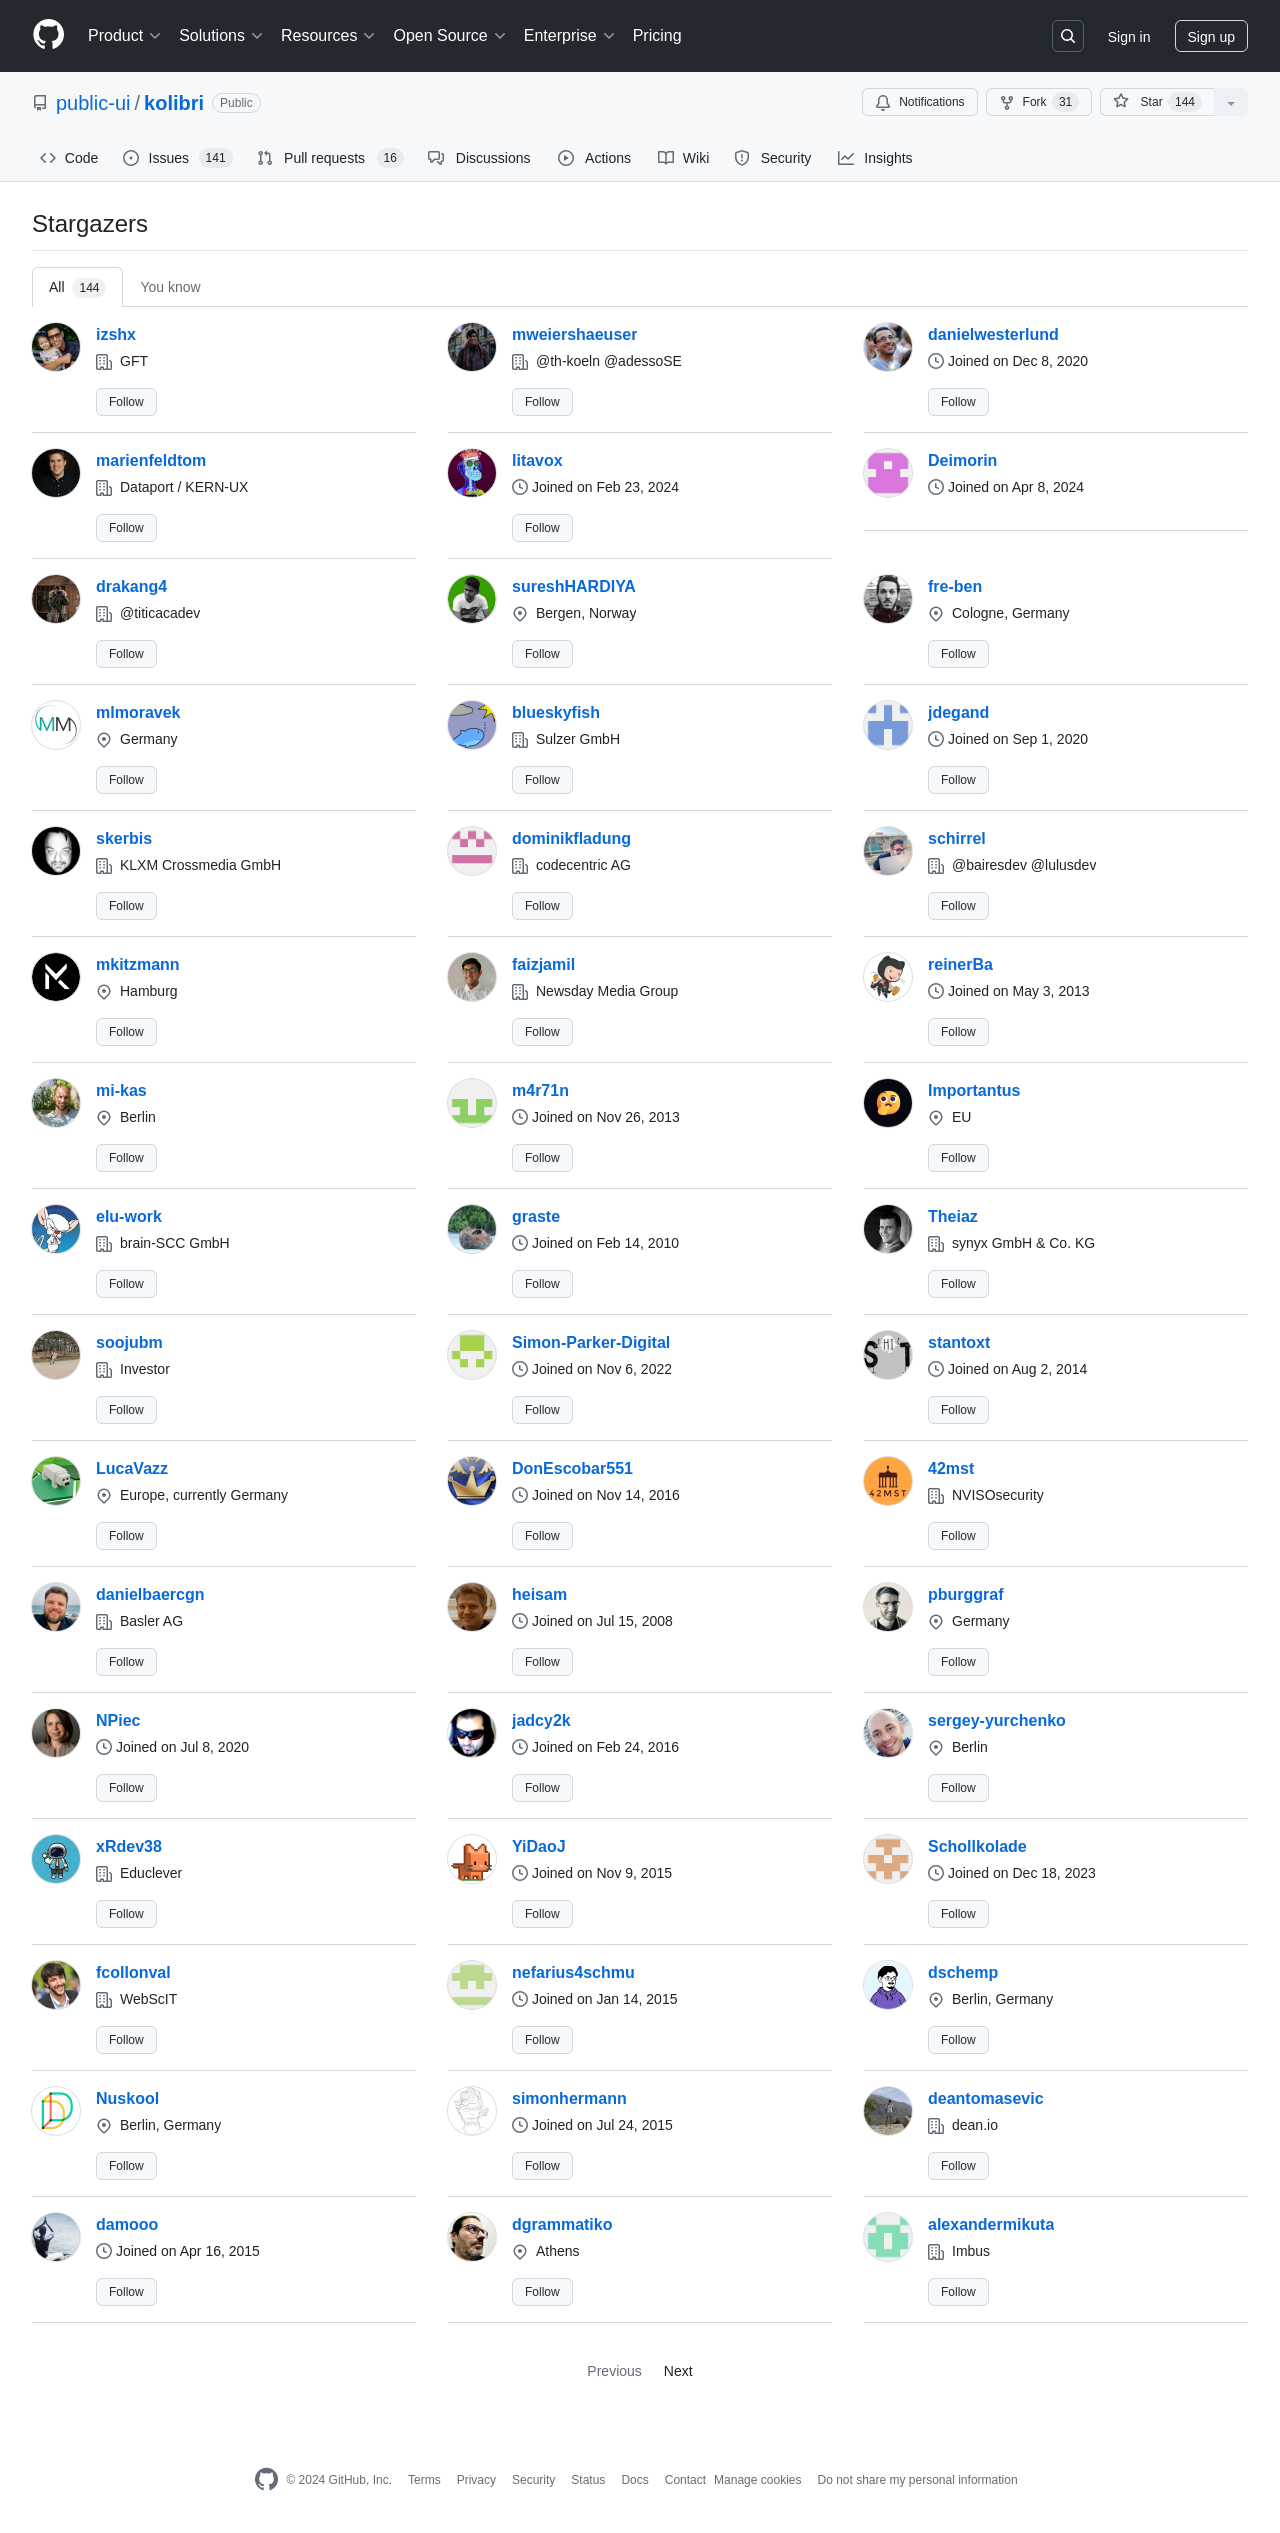 Product Solutions Resources Open Source Enterprise Pricing Sign in Sign up
public-ui / kolibri Public Notifications Fork 31 Star 144
Code Issues 141 Pull requests 16 Discussions Actions Wiki Security Insights
Stargazers
All 144 You know
izshx mweiershaeuser danielwesterlund
GFT @th-koeln @adessoSE Joined on Dec 8, 2020
Follow Follow Follow
marienfeldtom litavox Deimorin
Dataport / KERN-UX Joined on Feb 23, 2024 Joined on Apr 8, 2024
Follow Follow
drakang4 sureshHARDIYA fre-ben
@titicacadev Bergen, Norway Cologne, Germany
Follow Follow Follow
MM mlmoravek blueskyfish jdegand
Germany Sulzer GmbH Joined on Sep 1, 2020
Follow Follow Follow
skerbis dominikfladung schirrel
KLXM Crossmedia GmbH codecentric AG @bairesdev @lulusdev
Follow Follow Follow
mkitzmann faizjamil reinerBa
Hamburg Newsday Media Group Joined on May 3, 2013
Follow Follow Follow
mi-kas m4r71n Importantus
Berlin Joined on Nov 26, 2013 EU
Follow Follow Follow
elu-work graste Theiaz
brain-SCC GmbH Joined on Feb 14, 2010 synyx GmbH & Co. KG
Follow Follow Follow
soojubm Simon-Parker-Digital stantoxt
Investor Joined on Nov 6, 2022 Joined on Aug 2, 2014
Follow Follow Follow
LucaVazz DonEscobar551 42mst
Europe, currently Germany Joined on Nov 14, 2016 42MST NVISOsecurity
Follow Follow Follow
danielbaercgn heisam pburggraf
Basler AG Joined on Jul 15, 2008 Germany
Follow Follow Follow
NPiec jadcy2k sergey-yurchenko
Joined on Jul 8, 2020 Joined on Feb 24, 2016 Berlin
Follow Follow Follow
xRdev38 YiDaoJ Schollkolade
Educlever Joined on Nov 9, 2015 Joined on Dec 18, 2023
Follow Follow Follow
fcollonval nefarius4schmu dschemp
WebScIT Joined on Jan 14, 2015 Berlin, Germany
Follow Follow Follow
Nuskool simonhermann deantomasevic
Berlin, Germany Joined on Jul 24, 2015 dean.io
Follow Follow Follow
damooo dgrammatiko alexandermikuta
Joined on Apr 16, 2015 Athens Imbus
Follow Follow Follow
Previous Next
© 2024 GitHub, Inc. Terms Privacy Security Status Docs Contact Manage cookies Do not share my personal information